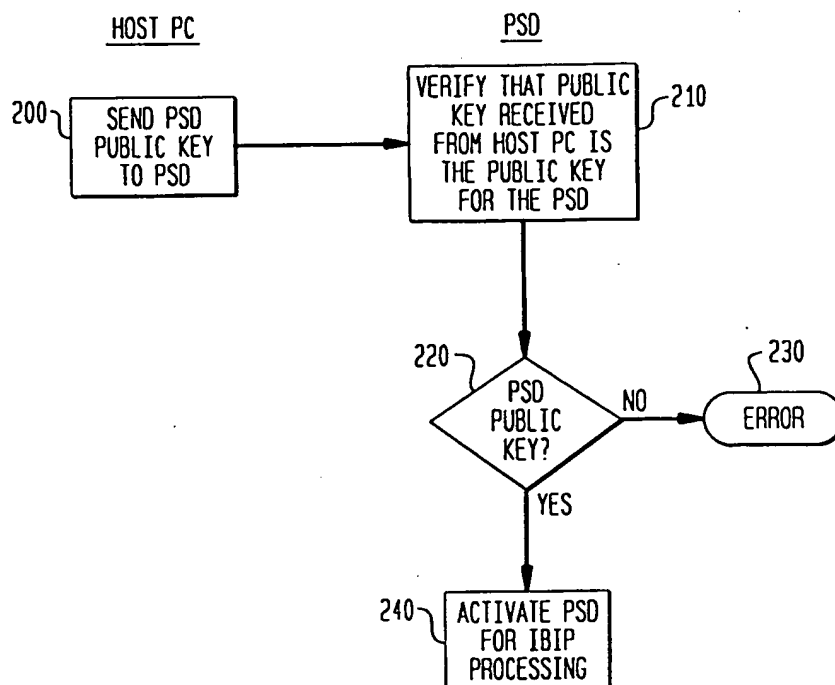 HOST PC
PSD
200
SEND PSD
PUBLIC KEY
TO PSD
VERIFY THAT PUBLIC
KEY RECEIVED
FROM HOST PC IS
THE PUBLIC KEY
FOR THE PSD
210
220
PSD
PUBLIC
KEY?
NO
230
ERROR
YES
240
ACTIVATE PSD
FOR IBIP
PROCESSING